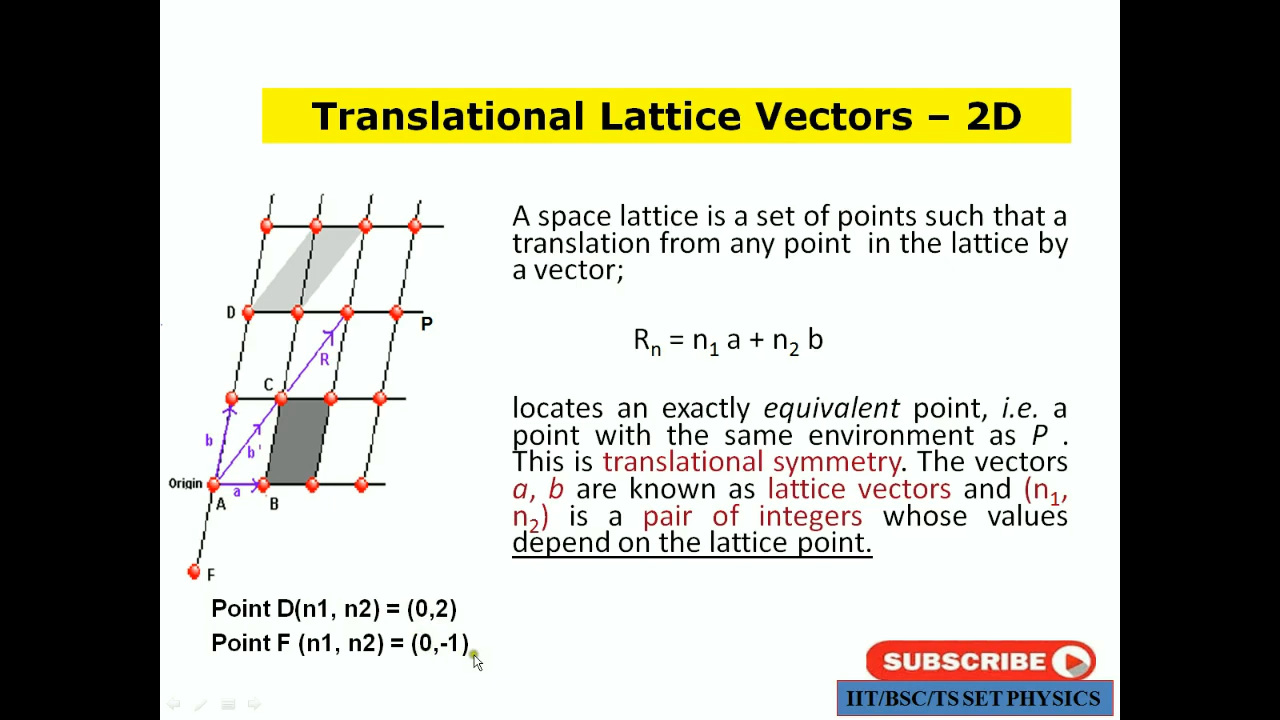 Translational Lattice Vectors – 2D
A space lattice is a set of points such that a
translation from any point in the lattice by
a vector;
Rn = n1 a + n2 b
locates an exactly equivalent point, i.e. a
point with the same environment as P .
This is translational symmetry. The vectors
a, b are known as lattice vectors and (n1,
n2) is a pair of integers whose values
depend on the lattice point.
D
P
R
C
b
b'
Origin
a
A
B
F
Point D(n1, n2) = (0,2)
Point F (n1, n2) = (0,-1)
SUBSCRIBE
IIT/BSC/TS SET PHYSICS